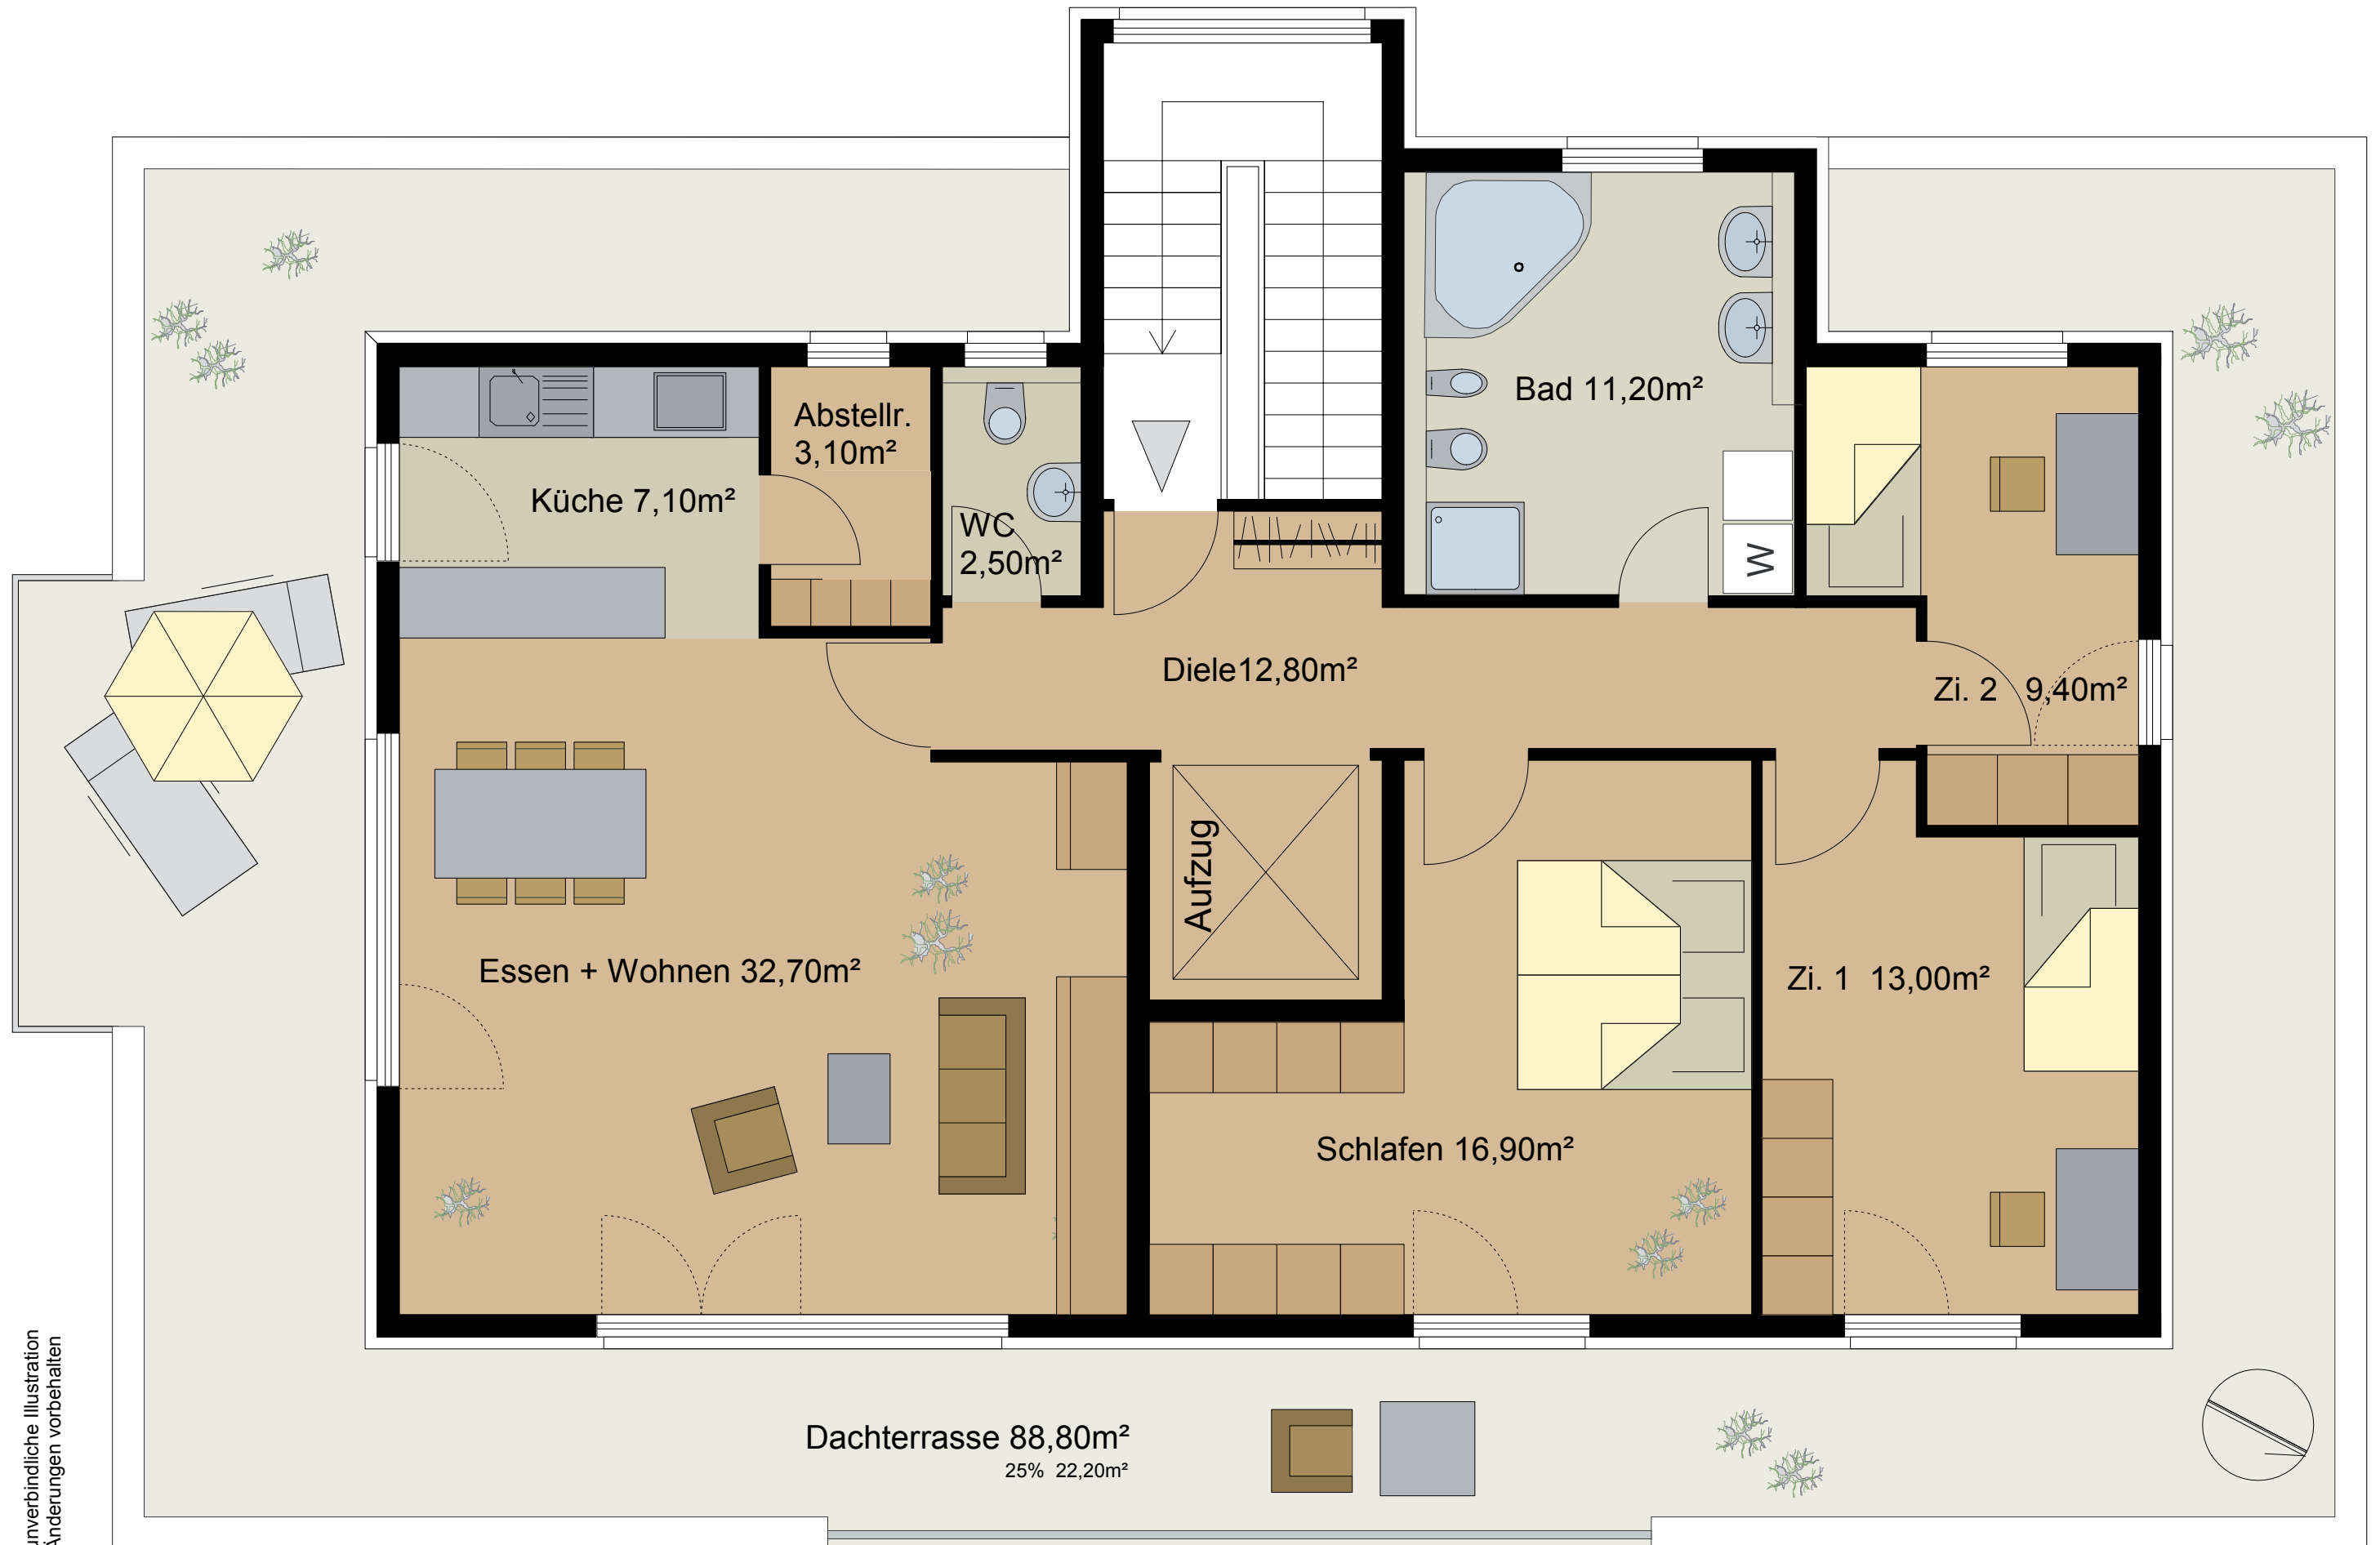 Abstellr.
3,10m²
Bad 11,20m²
Küche 7,10m²
WC
2,50m²
W
Diele12,80m²
Zi. 2 9,40m²
Aufzug
Essen + Wohnen 32,70m²
Zi. 1 13,00m²
Schlafen 16,90m²
Dachterrasse 88,80m²
25% 22,20m²
unverbindliche Illustration
Änderungen vorbehalten